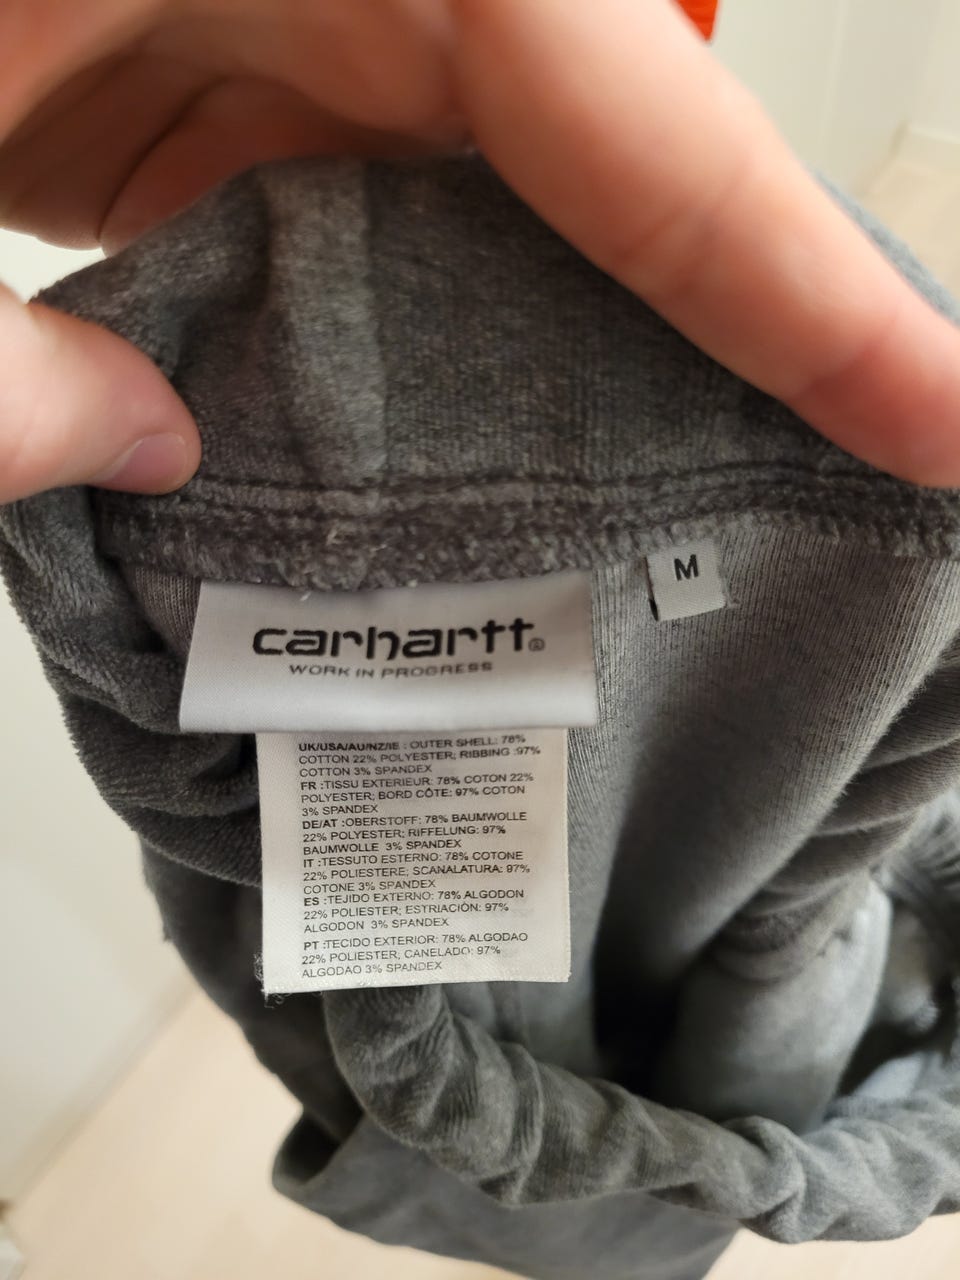 M
carhartt®
WORK IN PROGRESS
UK/USA/AU/NZ/IE : OUTER SHELL: 78%
COTTON 22% POLYESTER; RIBBING :97%
COTTON 3% SPANDEX
FR :TISSU EXTERIEUR: 78% COTON 22%
POLYESTER; BORD CÔTE: 97% COTON
3% SPANDEX
DE/AT :OBERSTOFF: 78% BAUMWOLLE
22% POLYESTER; RIFFELUNG: 97%
BAUMWOLLE 3% SPANDEX
IT :TESSUTO ESTERNO: 78% COTONE
22% POLIESTERE; SCANALATURA: 97%
COTONE 3% SPANDEX
ES :TEJIDO EXTERNO: 78% ALGODON
22% POLIESTER; ESTRIACIÓN: 97%
ALGODON 3% SPANDEX
PT :TECIDO EXTERIOR: 78% ALGODAO
22% POLIESTER; CANELADO: 97%
ALGODAO 3% SPANDEX